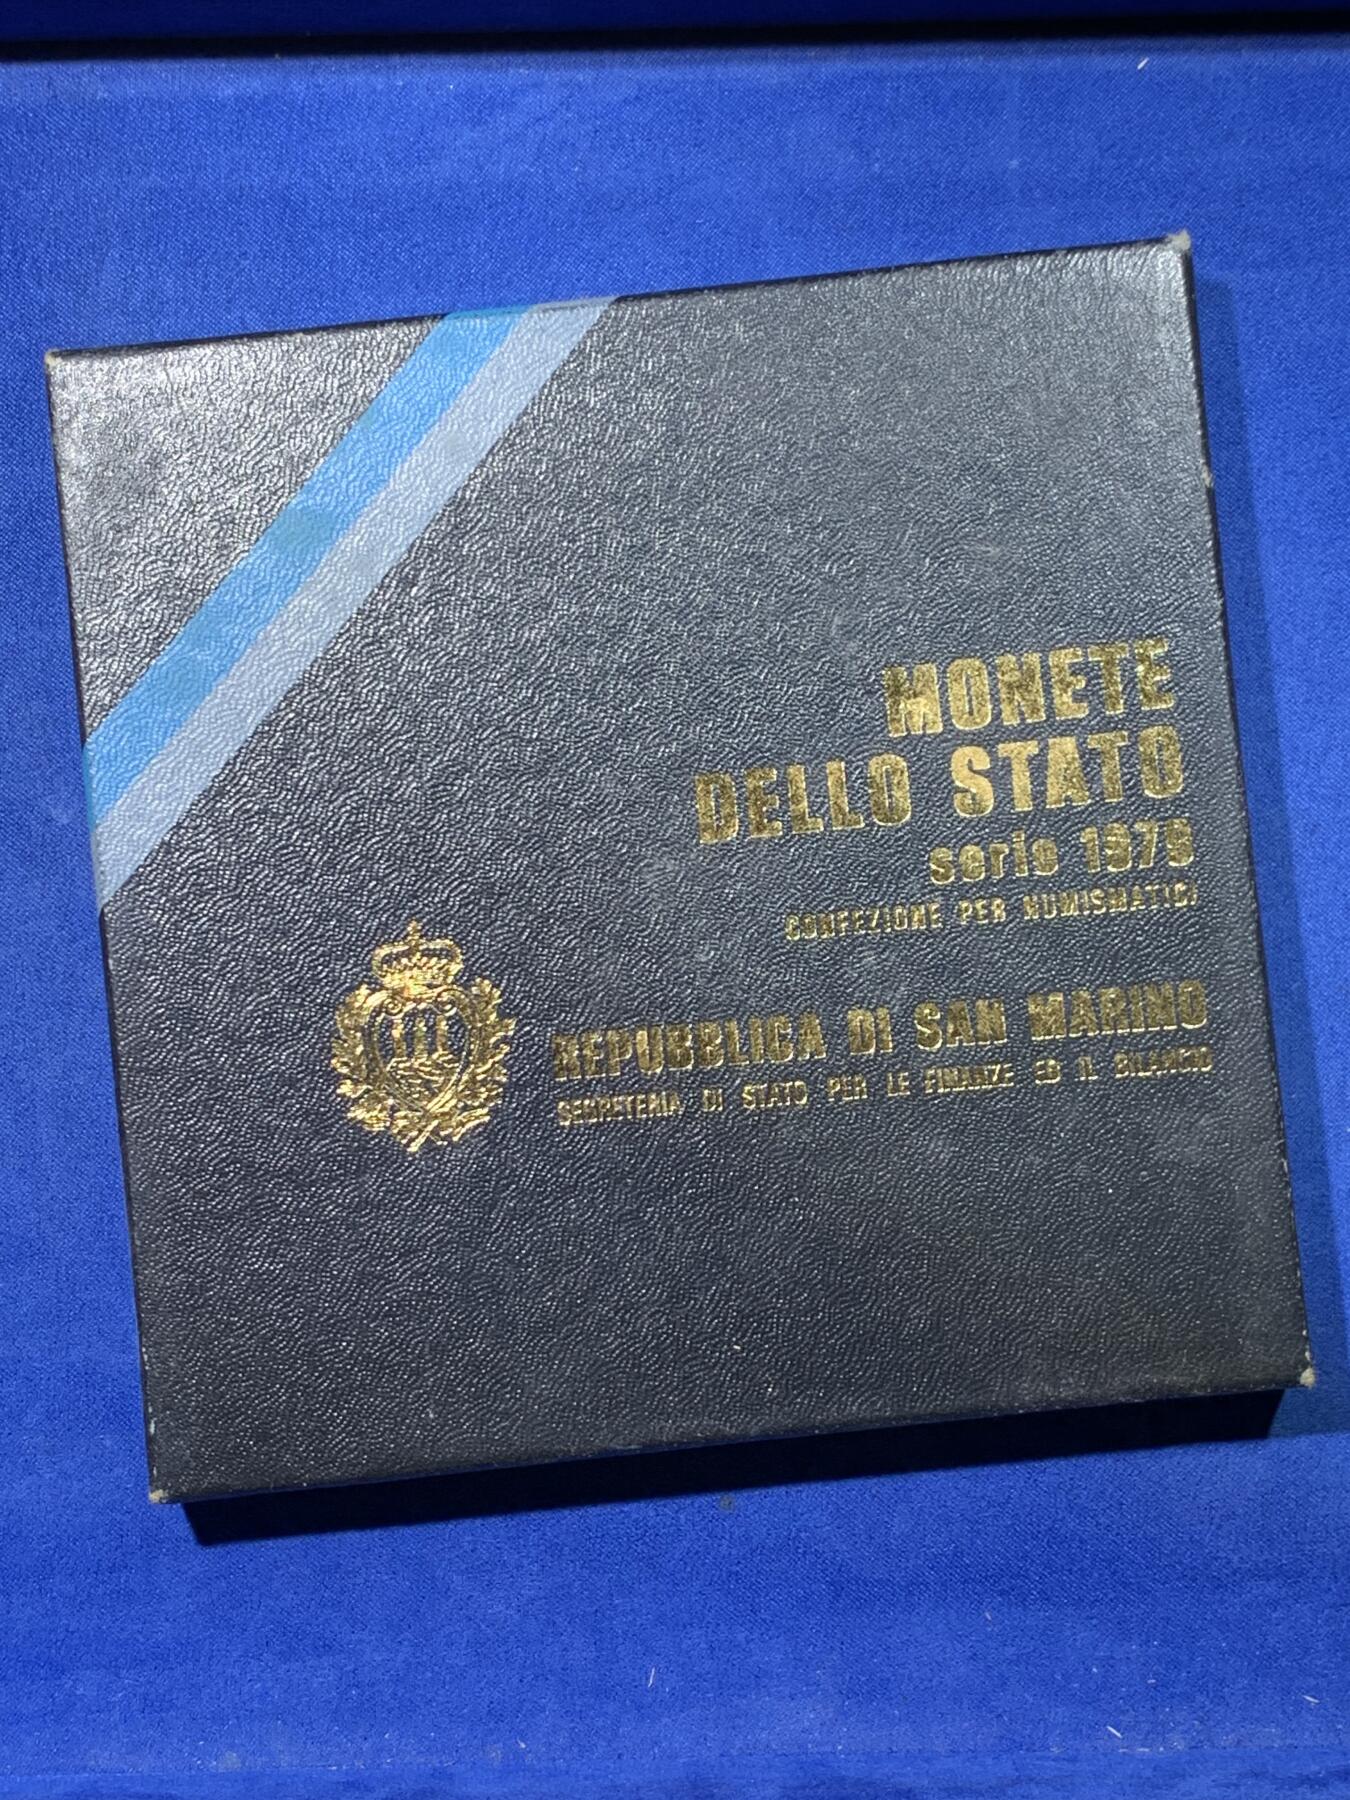 MONETE
DELLO STATO
serie 1978
CONFEZIONE PER NUMISMATICI
REPUBBLICA DI SAN MARINO
SEGRETERIA DI STATO PER LE FINANZE ED IL BILANCIO